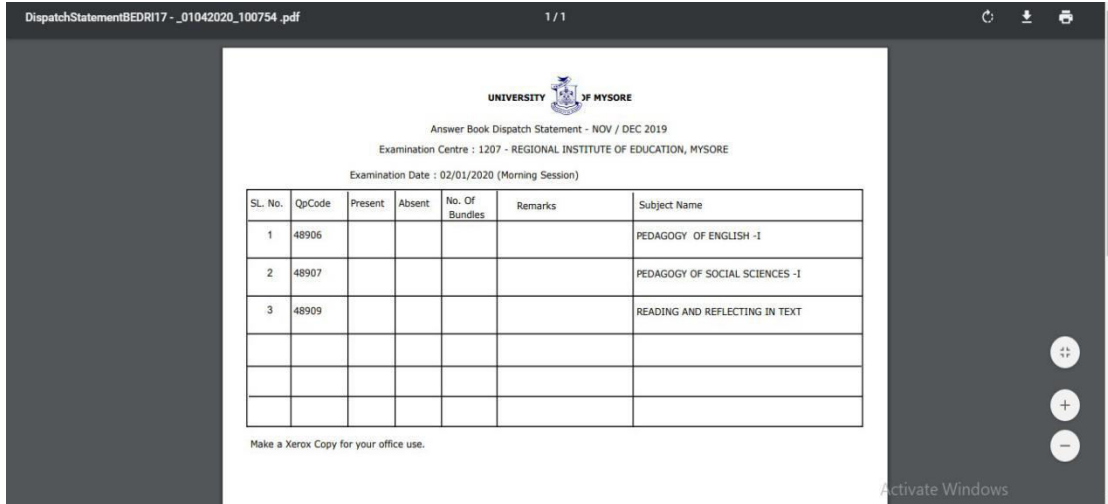 DispatchStatementBEDRI17 - _01042020_100754 .pdf 1 / 1
UNIVERSITY OF MYSORE
Answer Book Dispatch Statement - NOV / DEC 2019
Examination Centre : 1207 - REGIONAL INSTITUTE OF EDUCATION, MYSORE
Examination Date : 02/01/2020 (Morning Session)
SL. No. QpCode Present Absent No. Of Bundles Remarks Subject Name
1 48906 PEDAGOGY OF ENGLISH -I
2 48907 PEDAGOGY OF SOCIAL SCIENCES -I
3 48909 READING AND REFLECTING IN TEXT
Make a Xerox Copy for your office use.
Activate Windows